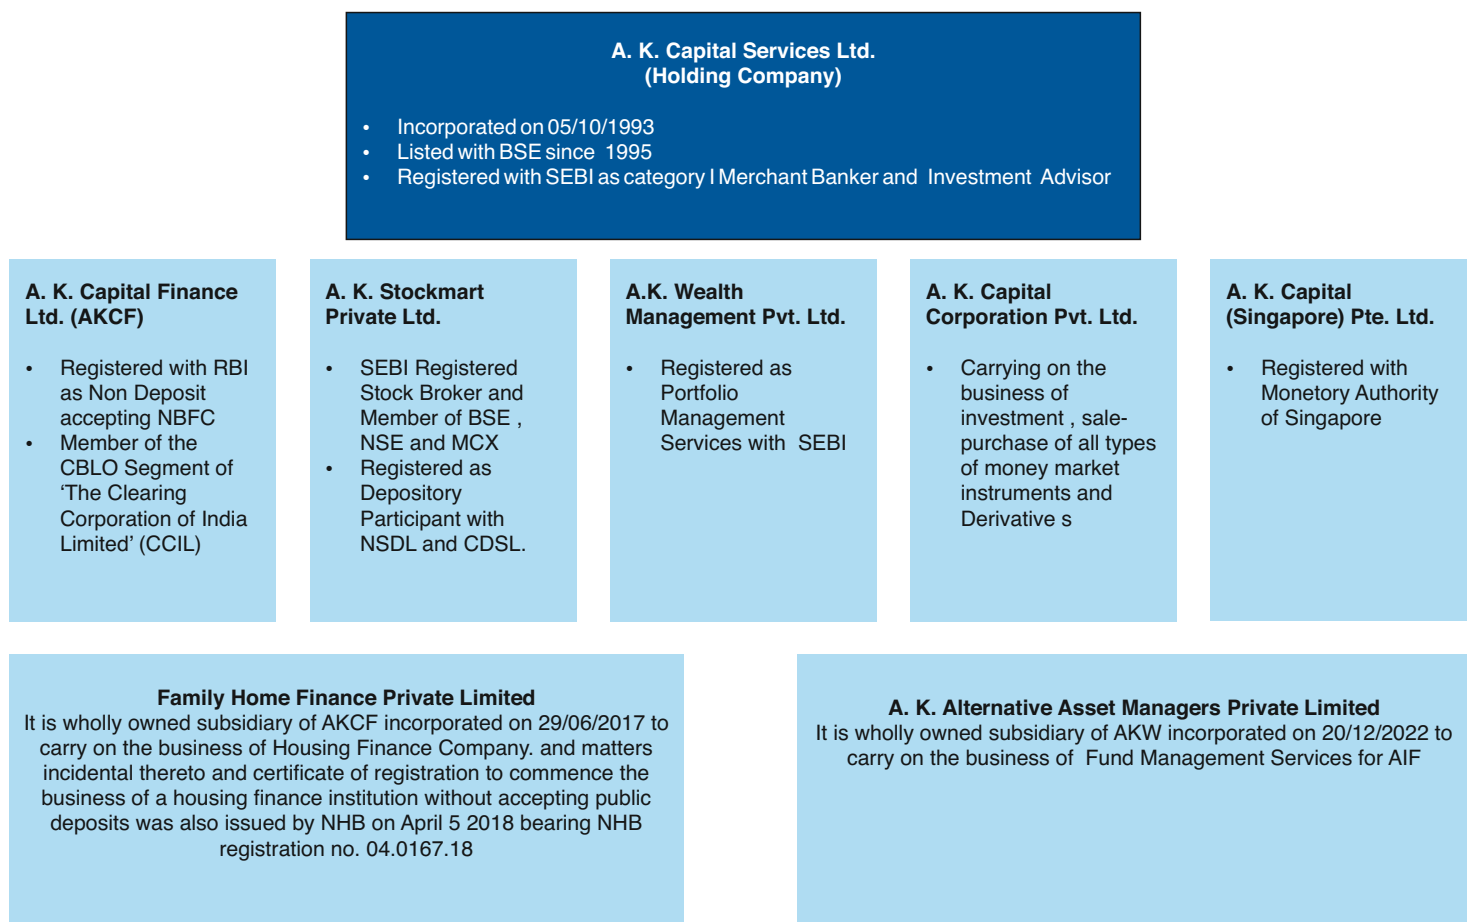 A. K. Capital Services Ltd.
(Holding Company)
• Incorporated on 05/10/1993
• Listed with BSE since 1995
• Registered with SEBI as category I Merchant Banker and Investment Advisor
A. K. Capital Finance
Ltd. (AKCF)
• Registered with RBI
as Non Deposit
accepting NBFC
• Member of the
CBLO Segment of
‘The Clearing
Corporation of India
Limited’ (CCIL)
A. K. Stockmart
Private Ltd.
• SEBI Registered
Stock Broker and
Member of BSE ,
NSE and MCX
• Registered as
Depository
Participant with
NSDL and CDSL.
A.K. Wealth
Management Pvt. Ltd.
• Registered as
Portfolio
Management
Services with SEBI
A. K. Capital
Corporation Pvt. Ltd.
• Carrying on the
business of
investment , sale-
purchase of all types
of money market
instruments and
Derivative s
A. K. Capital
(Singapore) Pte. Ltd.
• Registered with
Monetory Authority
of Singapore
Family Home Finance Private Limited
It is wholly owned subsidiary of AKCF incorporated on 29/06/2017 to
carry on the business of Housing Finance Company. and matters
incidental thereto and certificate of registration to commence the
business of a housing finance institution without accepting public
deposits was also issued by NHB on April 5 2018 bearing NHB
registration no. 04.0167.18
A. K. Alternative Asset Managers Private Limited
It is wholly owned subsidiary of AKW incorporated on 20/12/2022 to
carry on the business of Fund Management Services for AIF